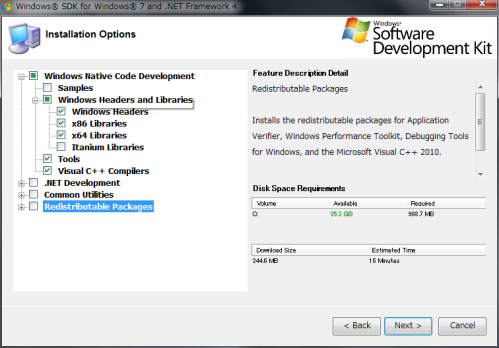 Windows® SDK for Windows® 7 and .NET Framework 4
Installation Options
Windows®
Software
Development Kit
Windows Native Code Development
Samples
Windows Headers and Libraries
Windows Headers
x86 Libraries
x64 Libraries
Itanium Libraries
Tools
Visual C++ Compilers
.NET Development
Common Utilities
Redistributable Packages
Feature Description Detail
Redistributable Packages
Installs the redistributable packages for Application
Verifier, Windows Performance Toolkit, Debugging Tools
for Windows, and the Microsoft Visual C++ 2010.
Disk Space Requirements
Volume Available Required
25.3 GB 988.7 MB
Download Size Estimated Time
244.6 MB 15 Minutes
< Back Next > Cancel